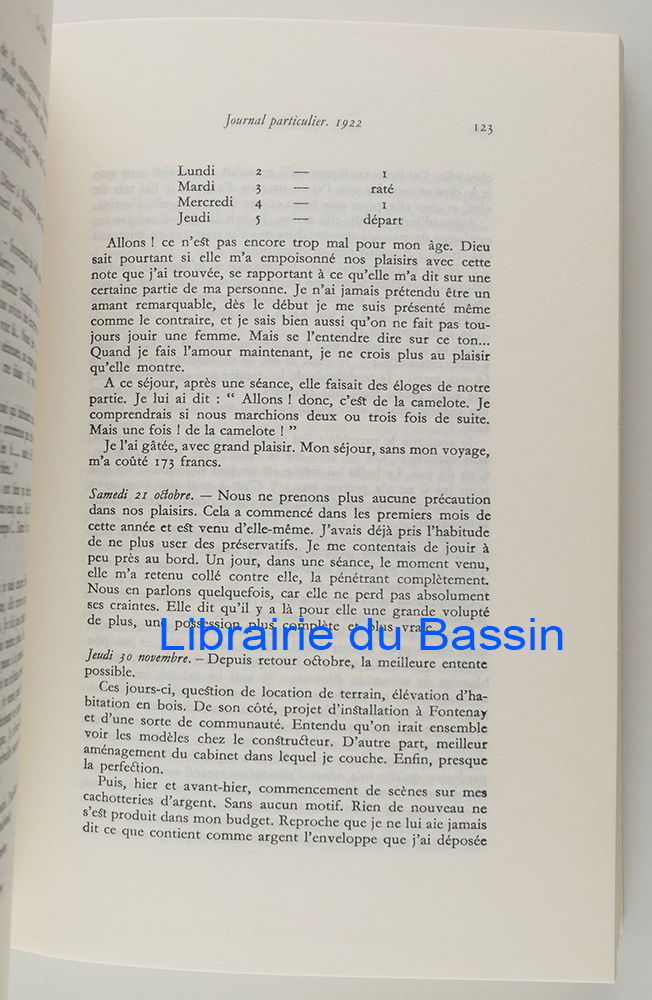 Journal particulier. 1922
123
Lundi 2 — 1
Mardi 3 — raté
Mercredi 4 — 1
Jeudi 5 — départ
Allons ! ce n'est pas encore trop mal pour mon âge. Dieu
sait pourtant si elle m'a empoisonné nos plaisirs avec cette
note que j'ai trouvée, se rapportant à ce qu'elle m'a dit sur une
certaine partie de ma personne. Je n'ai jamais prétendu être un
amant remarquable, dès le début je me suis présenté même
comme le contraire, et je sais bien aussi qu'on ne fait pas tou-
jours jouir une femme. Mais se l'entendre dire sur ce ton...
Quand je fais l'amour maintenant, je ne crois plus au plaisir
qu'elle montre.
A ce séjour, après une séance, elle faisait des éloges de notre
partie. Je lui ai dit : “ Allons ! donc, c'est de la camelote. Je
comprendrais si nous marchions deux ou trois fois de suite.
Mais une fois ! de la camelote ! ”
Je l'ai gâtée, avec grand plaisir. Mon séjour, sans mon voyage,
m'a coûté 173 francs.
Samedi 21 octobre. — Nous ne prenons plus aucune précaution
dans nos plaisirs. Cela a commencé dans les premiers mois de
cette année et est venu d'elle-même. J'avais déjà pris l'habitude
de ne plus user des préservatifs. Je me contentais de jouir à
peu près au bord. Un jour, dans une séance, le moment venu,
elle m'a retenu collé contre elle, la pénétrant complètement.
Nous en parlons quelquefois, car elle ne perd pas absolument
ses craintes. Elle dit qu'il y a là pour elle une grande volupté
de plus, une possession plus complète et plus vraie.
Librairie du Bassin
Jeudi 30 novembre. — Depuis retour octobre, la meilleure entente
possible.
Ces jours-ci, question de location de terrain, élévation d'ha-
bitation en bois. De son côté, projet d'installation à Fontenay
et d'une sorte de communauté. Entendu qu'on irait ensemble
voir les modèles chez le constructeur. D'autre part, meilleur
aménagement du cabinet dans lequel je couche. Enfin, presque
la perfection.
Puis, hier et avant-hier, commencement de scènes sur mes
cachotteries d'argent. Sans aucun motif. Rien de nouveau ne
s'est produit dans mon budget. Reproche que je ne lui aie jamais
dit ce que contient comme argent l'enveloppe que j'ai déposée